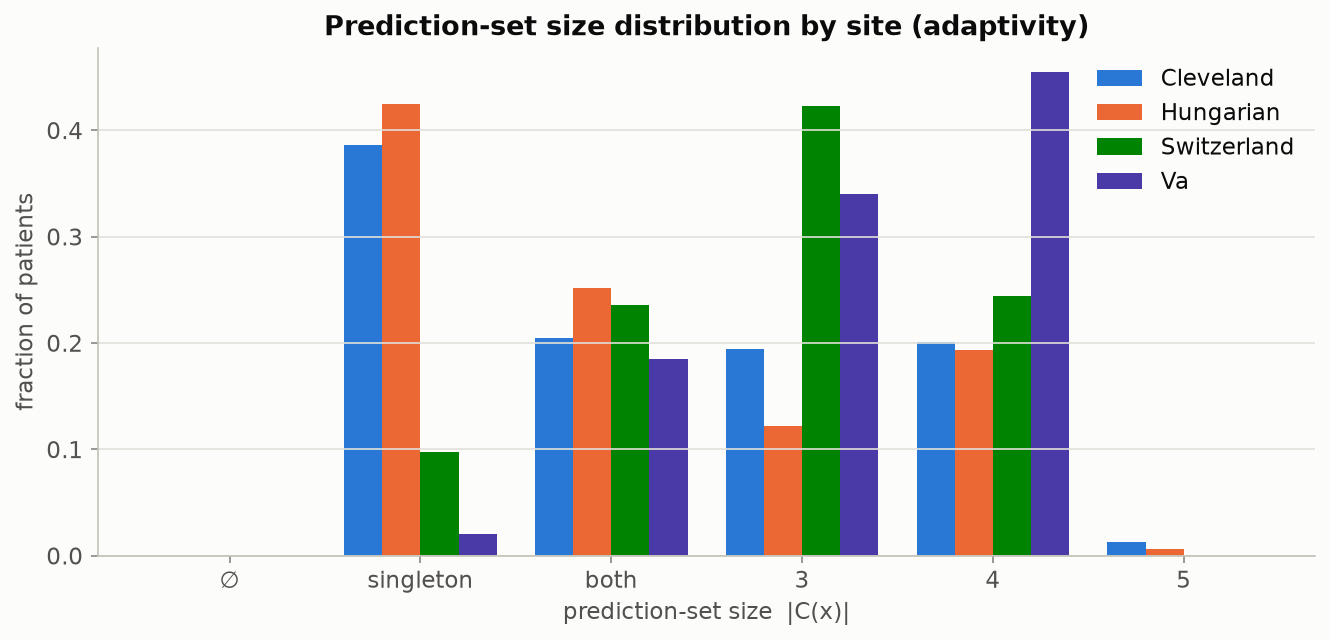 Prediction-set size distribution by site (adaptivity)
Cleveland
Hungarian
Switzerland
Va
fraction of patients
0.4
0.3
0.2
0.1
0.0
∅ singleton both 3 4 5
prediction-set size |C(x)|